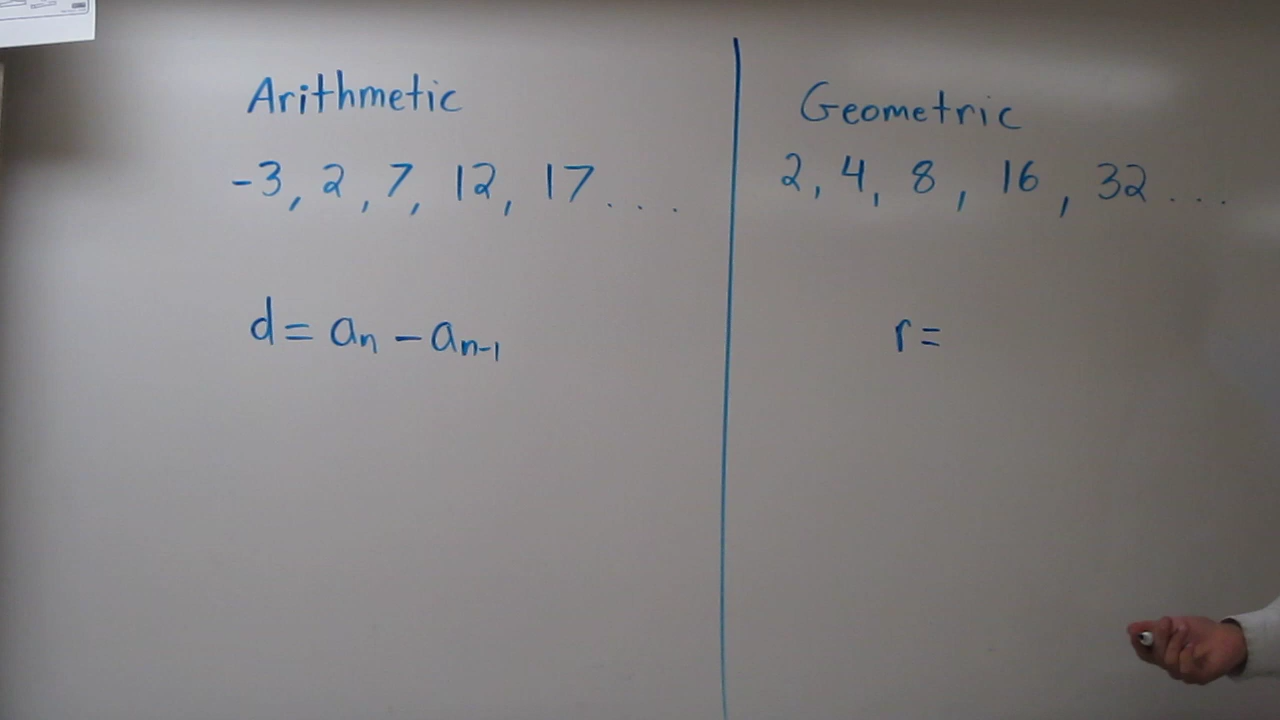 Arithmetic
-3, 2, 7, 12, 17...
d = aₙ - aₙ₋₁
Geometric
2, 4, 8, 16, 32...
r =